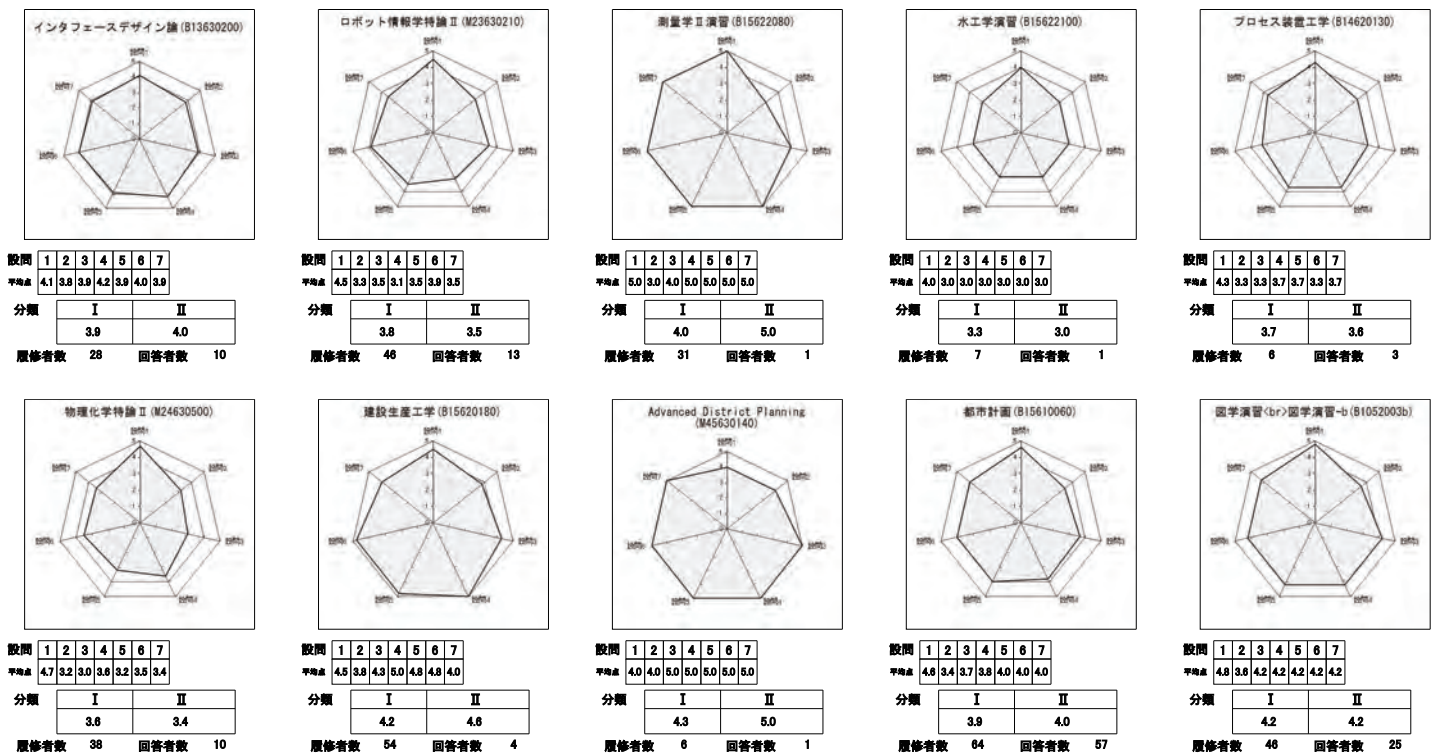 インタフェースデザイン論(B13630200)
設問 1 2 3 4 5 6 7
平均点 4.1 3.8 3.9 4.2 3.9 4.0 3.9
分類 Ⅰ Ⅱ
3.9 4.0
履修者数 28 回答者数 10
ロボット情報学特論Ⅱ(M23630210)
設問 1 2 3 4 5 6 7
平均点 4.5 3.3 3.5 3.1 3.5 3.9 3.5
分類 Ⅰ Ⅱ
3.8 3.5
履修者数 46 回答者数 13
測量学Ⅱ演習(B15622080)
設問 1 2 3 4 5 6 7
平均点 5.0 3.0 4.0 5.0 5.0 5.0 5.0
分類 Ⅰ Ⅱ
4.0 5.0
履修者数 31 回答者数 1
水工学演習(B15622100)
設問 1 2 3 4 5 6 7
平均点 4.0 3.0 3.0 3.0 3.0 3.0 3.0
分類 Ⅰ Ⅱ
3.3 3.0
履修者数 7 回答者数 1
プロセス装置工学(B14620130)
設問 1 2 3 4 5 6 7
平均点 4.3 3.3 3.3 3.7 3.7 3.3 3.7
分類 Ⅰ Ⅱ
3.7 3.6
履修者数 6 回答者数 3
物理化学特論Ⅱ(M24630500)
設問 1 2 3 4 5 6 7
平均点 4.7 3.2 3.0 3.6 3.2 3.5 3.4
分類 Ⅰ Ⅱ
3.6 3.4
履修者数 38 回答者数 10
建設生産工学(B15620180)
設問 1 2 3 4 5 6 7
平均点 4.5 3.8 4.3 5.0 4.8 4.8 4.0
分類 Ⅰ Ⅱ
4.2 4.6
履修者数 54 回答者数 4
Advanced District Planning
(M45630140)
設問 1 2 3 4 5 6 7
平均点 4.0 4.0 5.0 5.0 5.0 5.0 5.0
分類 Ⅰ Ⅱ
4.3 5.0
履修者数 6 回答者数 1
都市計画(B15610060)
設問 1 2 3 4 5 6 7
平均点 4.6 3.4 3.7 3.8 4.0 4.0 4.0
分類 Ⅰ Ⅱ
3.9 4.0
履修者数 64 回答者数 57
図学演習<br>図学演習-b(B1052003b)
設問 1 2 3 4 5 6 7
平均点 4.8 3.6 4.2 4.2 4.2 4.2 4.2
分類 Ⅰ Ⅱ
4.2 4.2
履修者数 46 回答者数 25